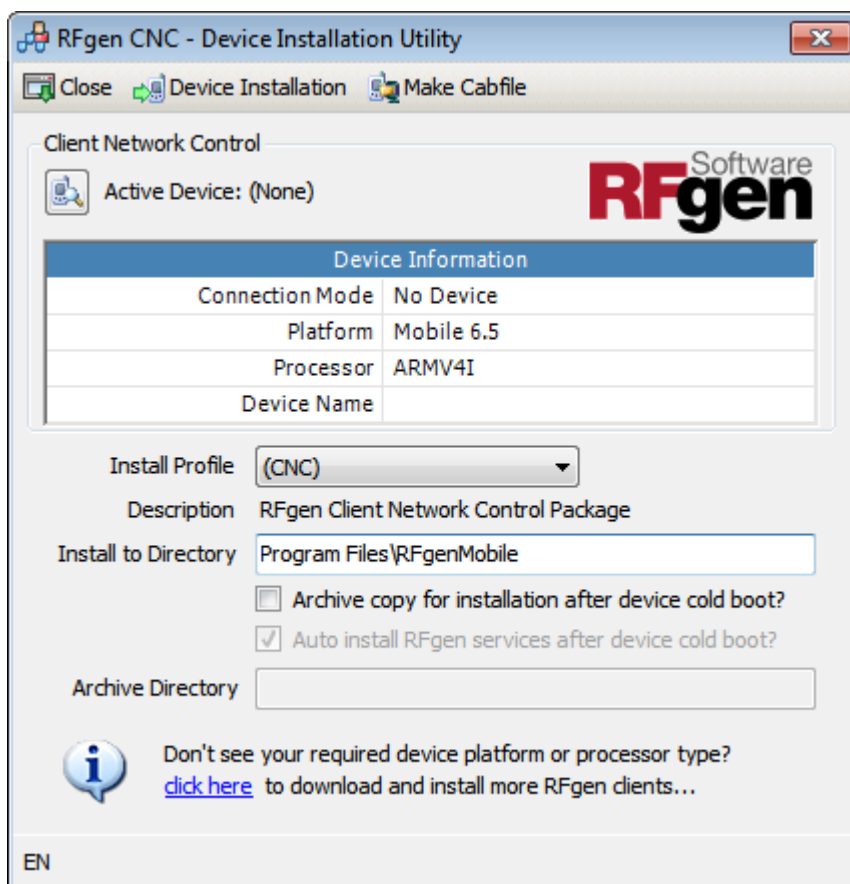 RFgen CNC - Device Installation Utility
Close Device Installation Make Cabfile
Client Network Control
Active Device: (None)
RFgen Software
Device Information
Connection Mode No Device
Platform Mobile 6.5
Processor ARMV4I
Device Name
Install Profile (CNC)
Description RFgen Client Network Control Package
Install to Directory Program Files\RFgenMobile
Archive copy for installation after device cold boot?
Auto install RFgen services after device cold boot?
Archive Directory
Don't see your required device platform or processor type?
click here to download and install more RFgen clients...
EN